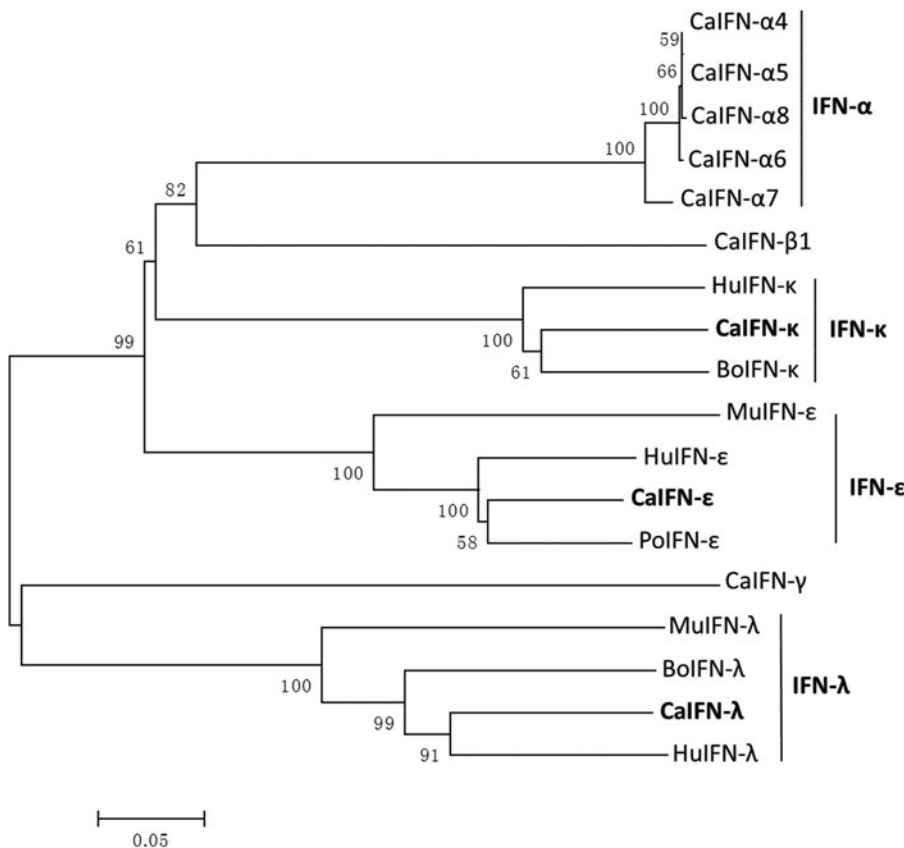 CaIFN-α4
59
CaIFN-α5
66
CaIFN-α8
IFN-α
100
CaIFN-α6
100
CaIFN-α7
82
CaIFN-β1
61
HuIFN-κ
CaIFN-κ
IFN-κ
100
99
BoIFN-κ
61
MuIFN-ε
HuIFN-ε
100
IFN-ε
CaIFN-ε
100
PoIFN-ε
58
CaIFN-γ
MuIFN-λ
BoIFN-λ
IFN-λ
100
CaIFN-λ
99
HuIFN-λ
91
0.05